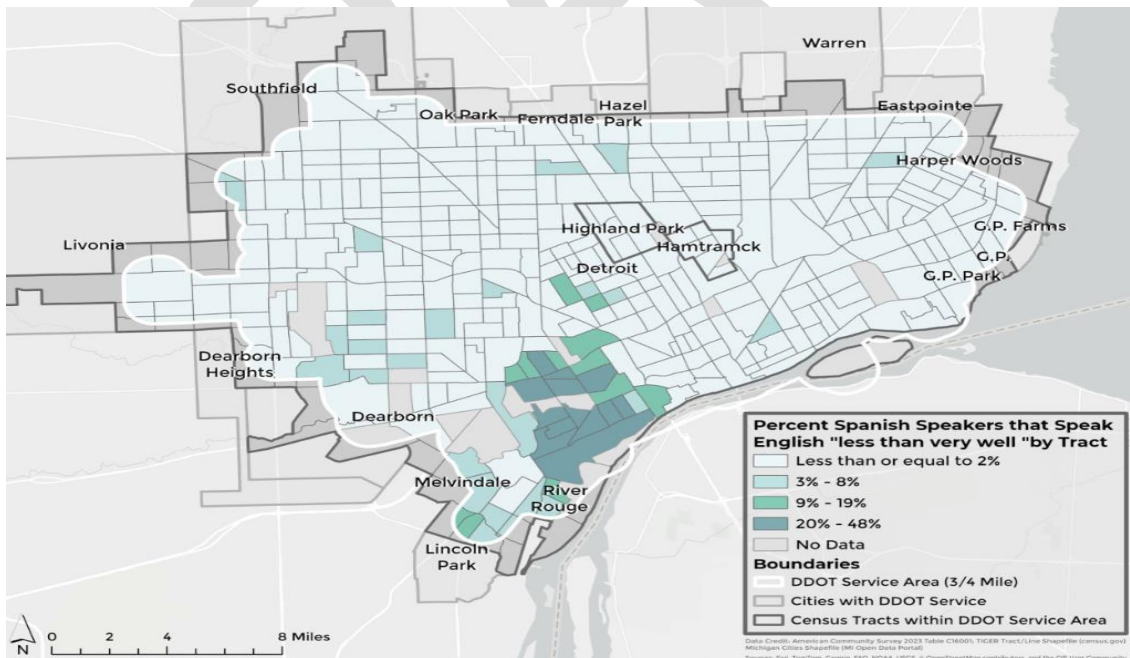 Warren
Southfield
Oak Park
Ferndale
Hazel
Park
Eastpointe
Harper Woods
Livonia
Highland Park
Hamtramck
G.P. Farms
G.P.
G.P. Park
Detroit
Dearborn
Heights
Dearborn
Melvindale
River
Rouge
Lincoln
Park
Percent Spanish Speakers that Speak
English "less than very well "by Tract
Less than or equal to 2%
3% - 8%
9% - 19%
20% - 48%
No Data
Boundaries
DDOT Service Area (3/4 Mile)
Cities with DDOT Service
Census Tracts within DDOT Service Area
N
0 2 4 8 Miles
Data Credit: American Community Survey 2023 Table C16001; TIGER Tract/Line Shapefile (census.gov)
Michigan Cities Shapefile (MI Open Data Portal)